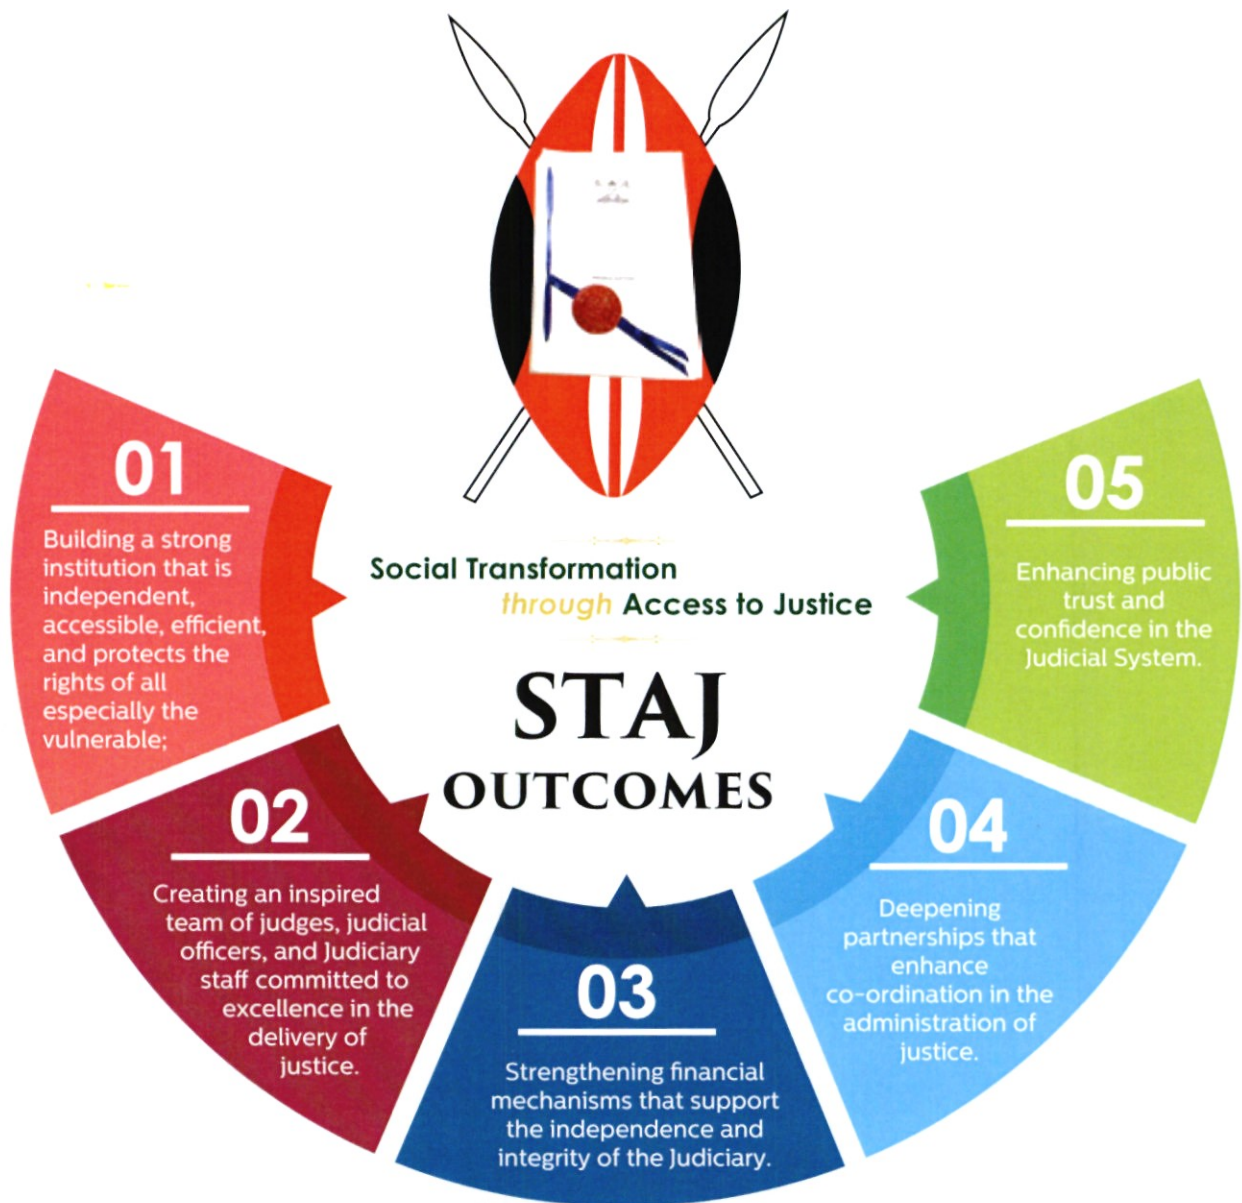 Social Transformation
through Access to Justice
STAJ
OUTCOMES
01
Building a strong
institution that is
independent,
accessible, efficient,
and protects the
rights of all
especially the
vulnerable;
02
Creating an inspired
team of judges, judicial
officers, and Judiciary
staff committed to
excellence in the
delivery of
justice.
03
Strengthening financial
mechanisms that support
the independence and
integrity of the Judiciary.
04
Deepening
partnerships that
enhance
co-ordination in the
administration of
justice.
05
Enhancing public
trust and
confidence in the
Judicial System.